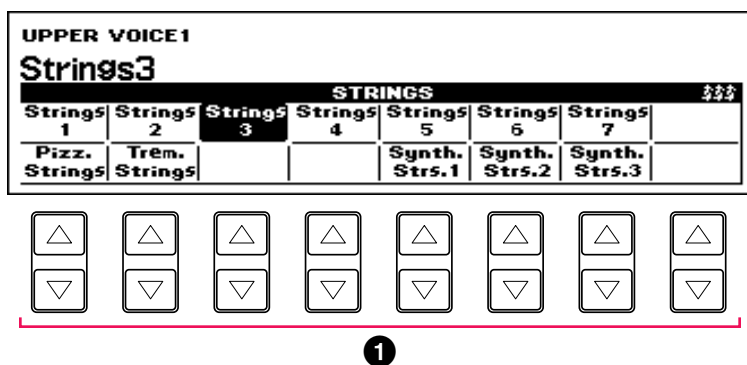 UPPER VOICE1
Strings3
STRINGS
Strings 1 Strings 2 Strings 3 Strings 4 Strings 5 Strings 6 Strings 7
Pizz. Strings Trem. Strings Synth. Strs.1 Synth. Strs.2 Synth. Strs.3
1